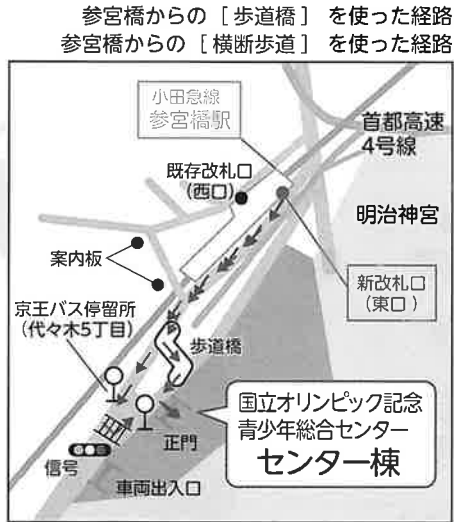 参宮橋からの［歩道橋］を使った経路
参宮橋からの［横断歩道］を使った経路
小田急線
参宮橋駅
首都高速
4号線
既存改札口
(西口)
明治神宮
案内板
新改札口
(東口)
京王バス停留所
(代々木5丁目)
歩道橋
国立オリンピック記念
青少年総合センター
センター棟
正門
信号
車両出入口